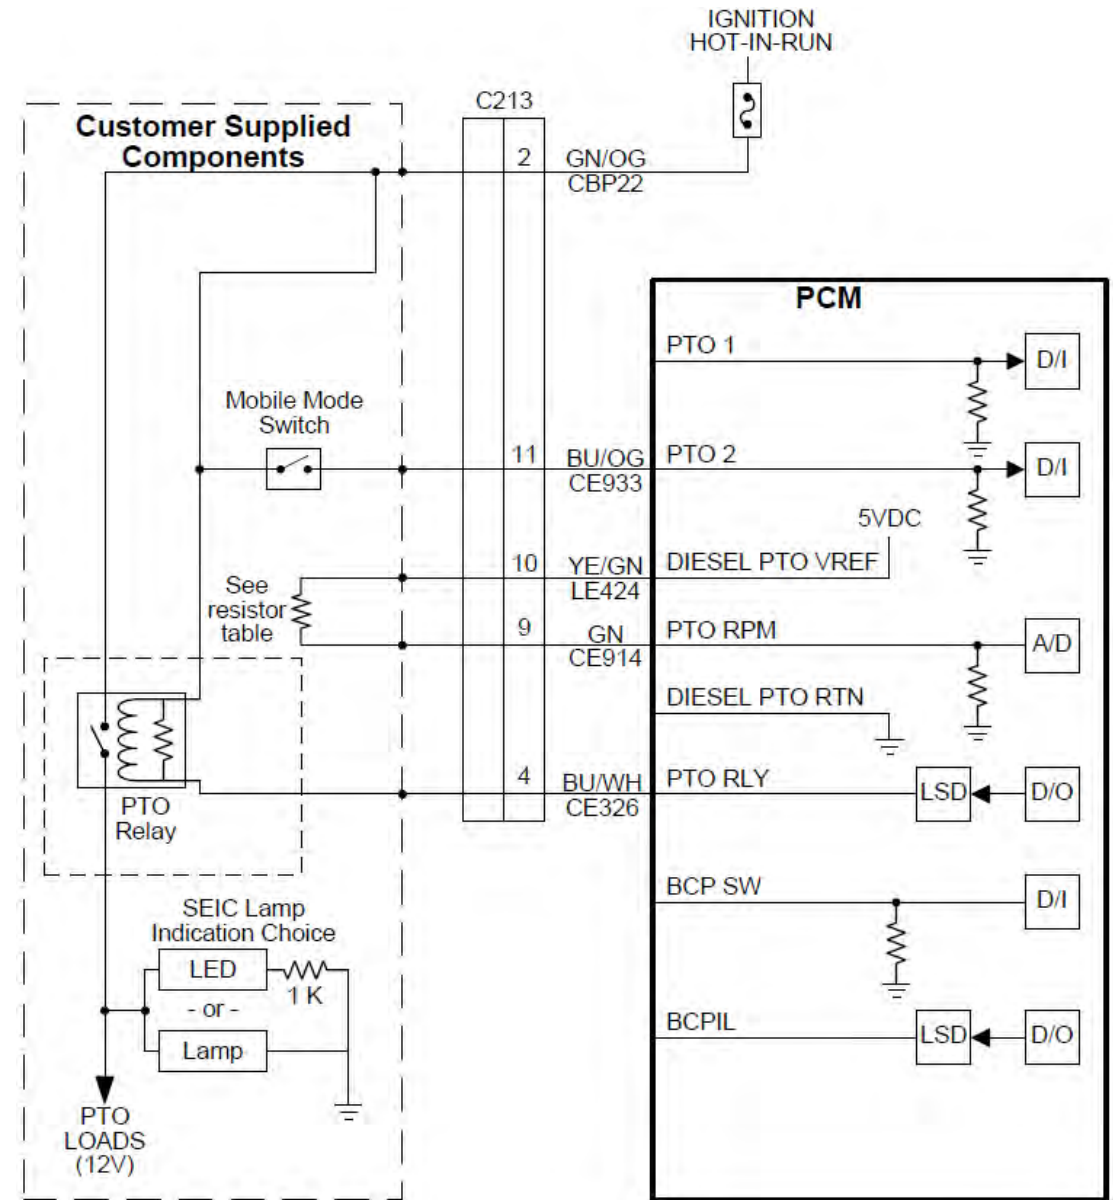 IGNITION
HOT-IN-RUN
C213
Customer Supplied
Components
2
GN/OG
CBP22
PCM
PTO 1
D/I
Mobile Mode
Switch
11
BU/OG
CE933
PTO 2
D/I
5VDC
10
YE/GN
LE424
DIESEL PTO VREF
See
resistor
table
9
GN
CE914
PTO RPM
A/D
DIESEL PTO RTN
4
BU/WH
CE326
PTO RLY
LSD
D/O
PTO
Relay
BCP SW
D/I
SEIC Lamp
Indication Choice
LED
1 K
- or -
Lamp
BCPIL
LSD
D/O
PTO
LOADS
(12V)